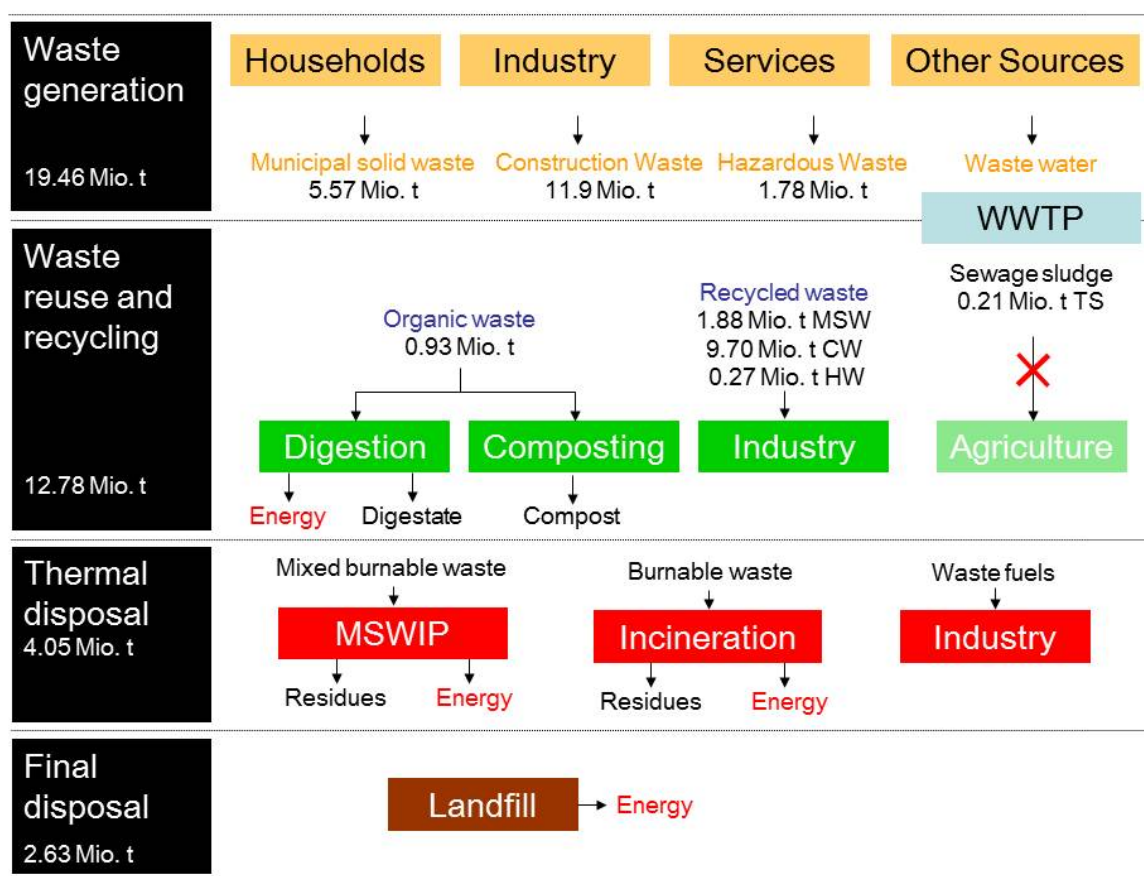 Waste
generation
19.46 Mio. t
Households
Industry
Services
Other Sources
Municipal solid waste
5.57 Mio. t
Construction Waste
11.9 Mio. t
Hazardous Waste
1.78 Mio. t
Waste water
WWTP
Waste
reuse and
recycling
12.78 Mio. t
Organic waste
0.93 Mio. t
Recycled waste
1.88 Mio. t MSW
9.70 Mio. t CW
0.27 Mio. t HW
Sewage sludge
0.21 Mio. t TS
Digestion
Composting
Industry
Agriculture
Energy
Digestate
Compost
Thermal
disposal
4.05 Mio. t
Mixed burnable waste
Burnable waste
Waste fuels
MSWIP
Incineration
Industry
Residues
Energy
Residues
Energy
Final
disposal
2.63 Mio. t
Landfill
Energy